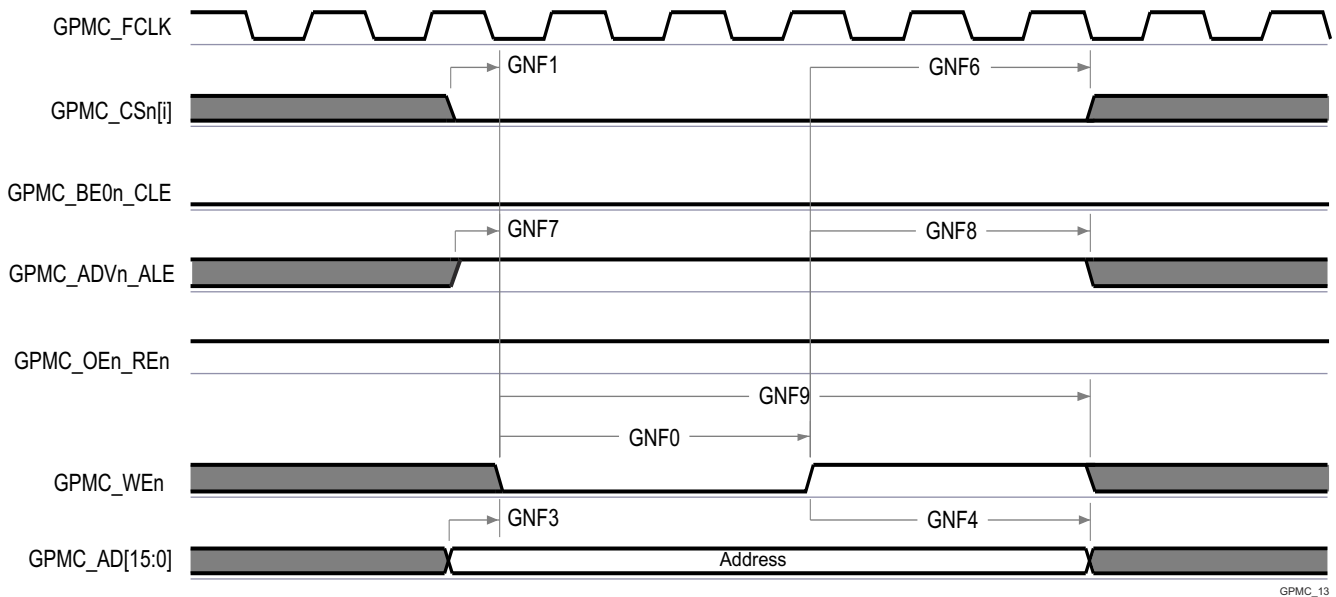 GPMC_FCLK
GNF1
GNF6
GPMC_CSn[i]
GPMC_BE0n_CLE
GNF7
GNF8
GPMC_ADVn_ALE
GPMC_OEn_REn
GNF9
GNF0
GPMC_WEn
GNF3
GNF4
GPMC_AD[15:0]
Address
GPMC_13